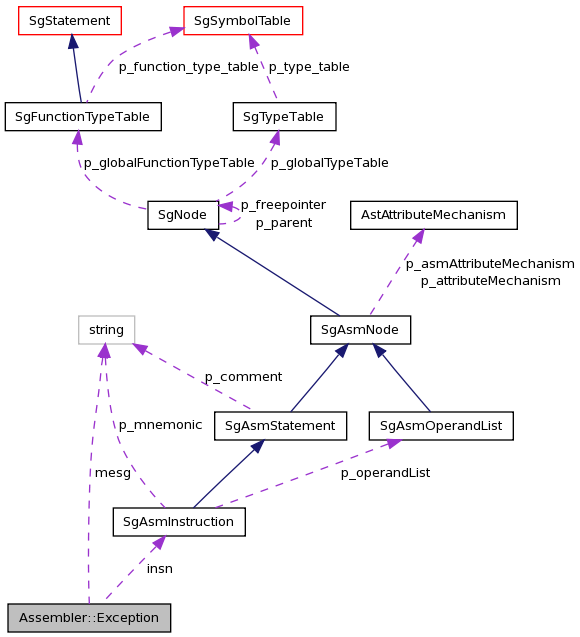 SgStatement
SgSymbolTable
p_function_type_table
p_type_table
SgFunctionTypeTable
SgTypeTable
p_globalFunctionTypeTable
p_globalTypeTable
SgNode
p_freepointer
p_parent
AstAttributeMechanism
p_asmAttributeMechanism
p_attributeMechanism
string
SgAsmNode
p_comment
p_mnemonic
SgAsmStatement
SgAsmOperandList
mesg
p_operandList
SgAsmInstruction
insn
Assembler::Exception